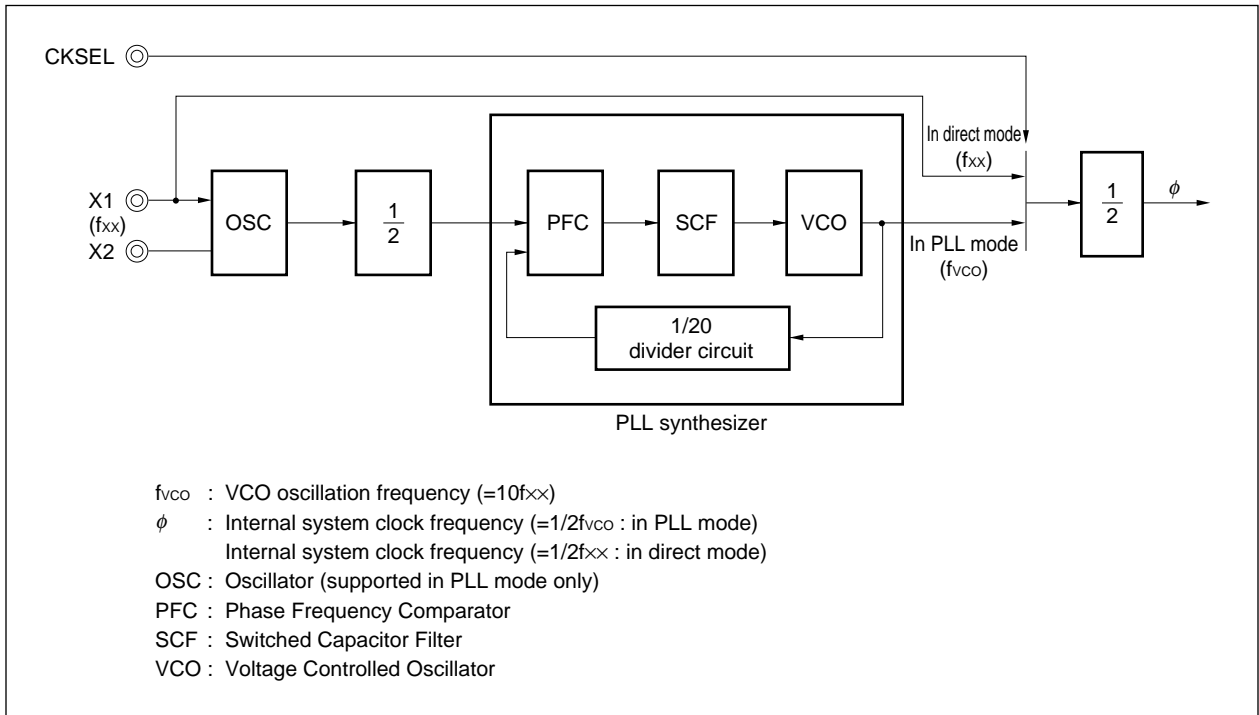 CKSEL
In direct mode
(fxx)
X1
(fxx)
X2
OSC
1
2
PFC
SCF
VCO
1
2
ϕ
In PLL mode
(fVCO)
1/20
divider circuit
PLL synthesizer
fVCO : VCO oscillation frequency (=10f××)
ϕ : Internal system clock frequency (=1/2fVCO : in PLL mode)
Internal system clock frequency (=1/2f×× : in direct mode)
OSC : Oscillator (supported in PLL mode only)
PFC : Phase Frequency Comparator
SCF : Switched Capacitor Filter
VCO : Voltage Controlled Oscillator